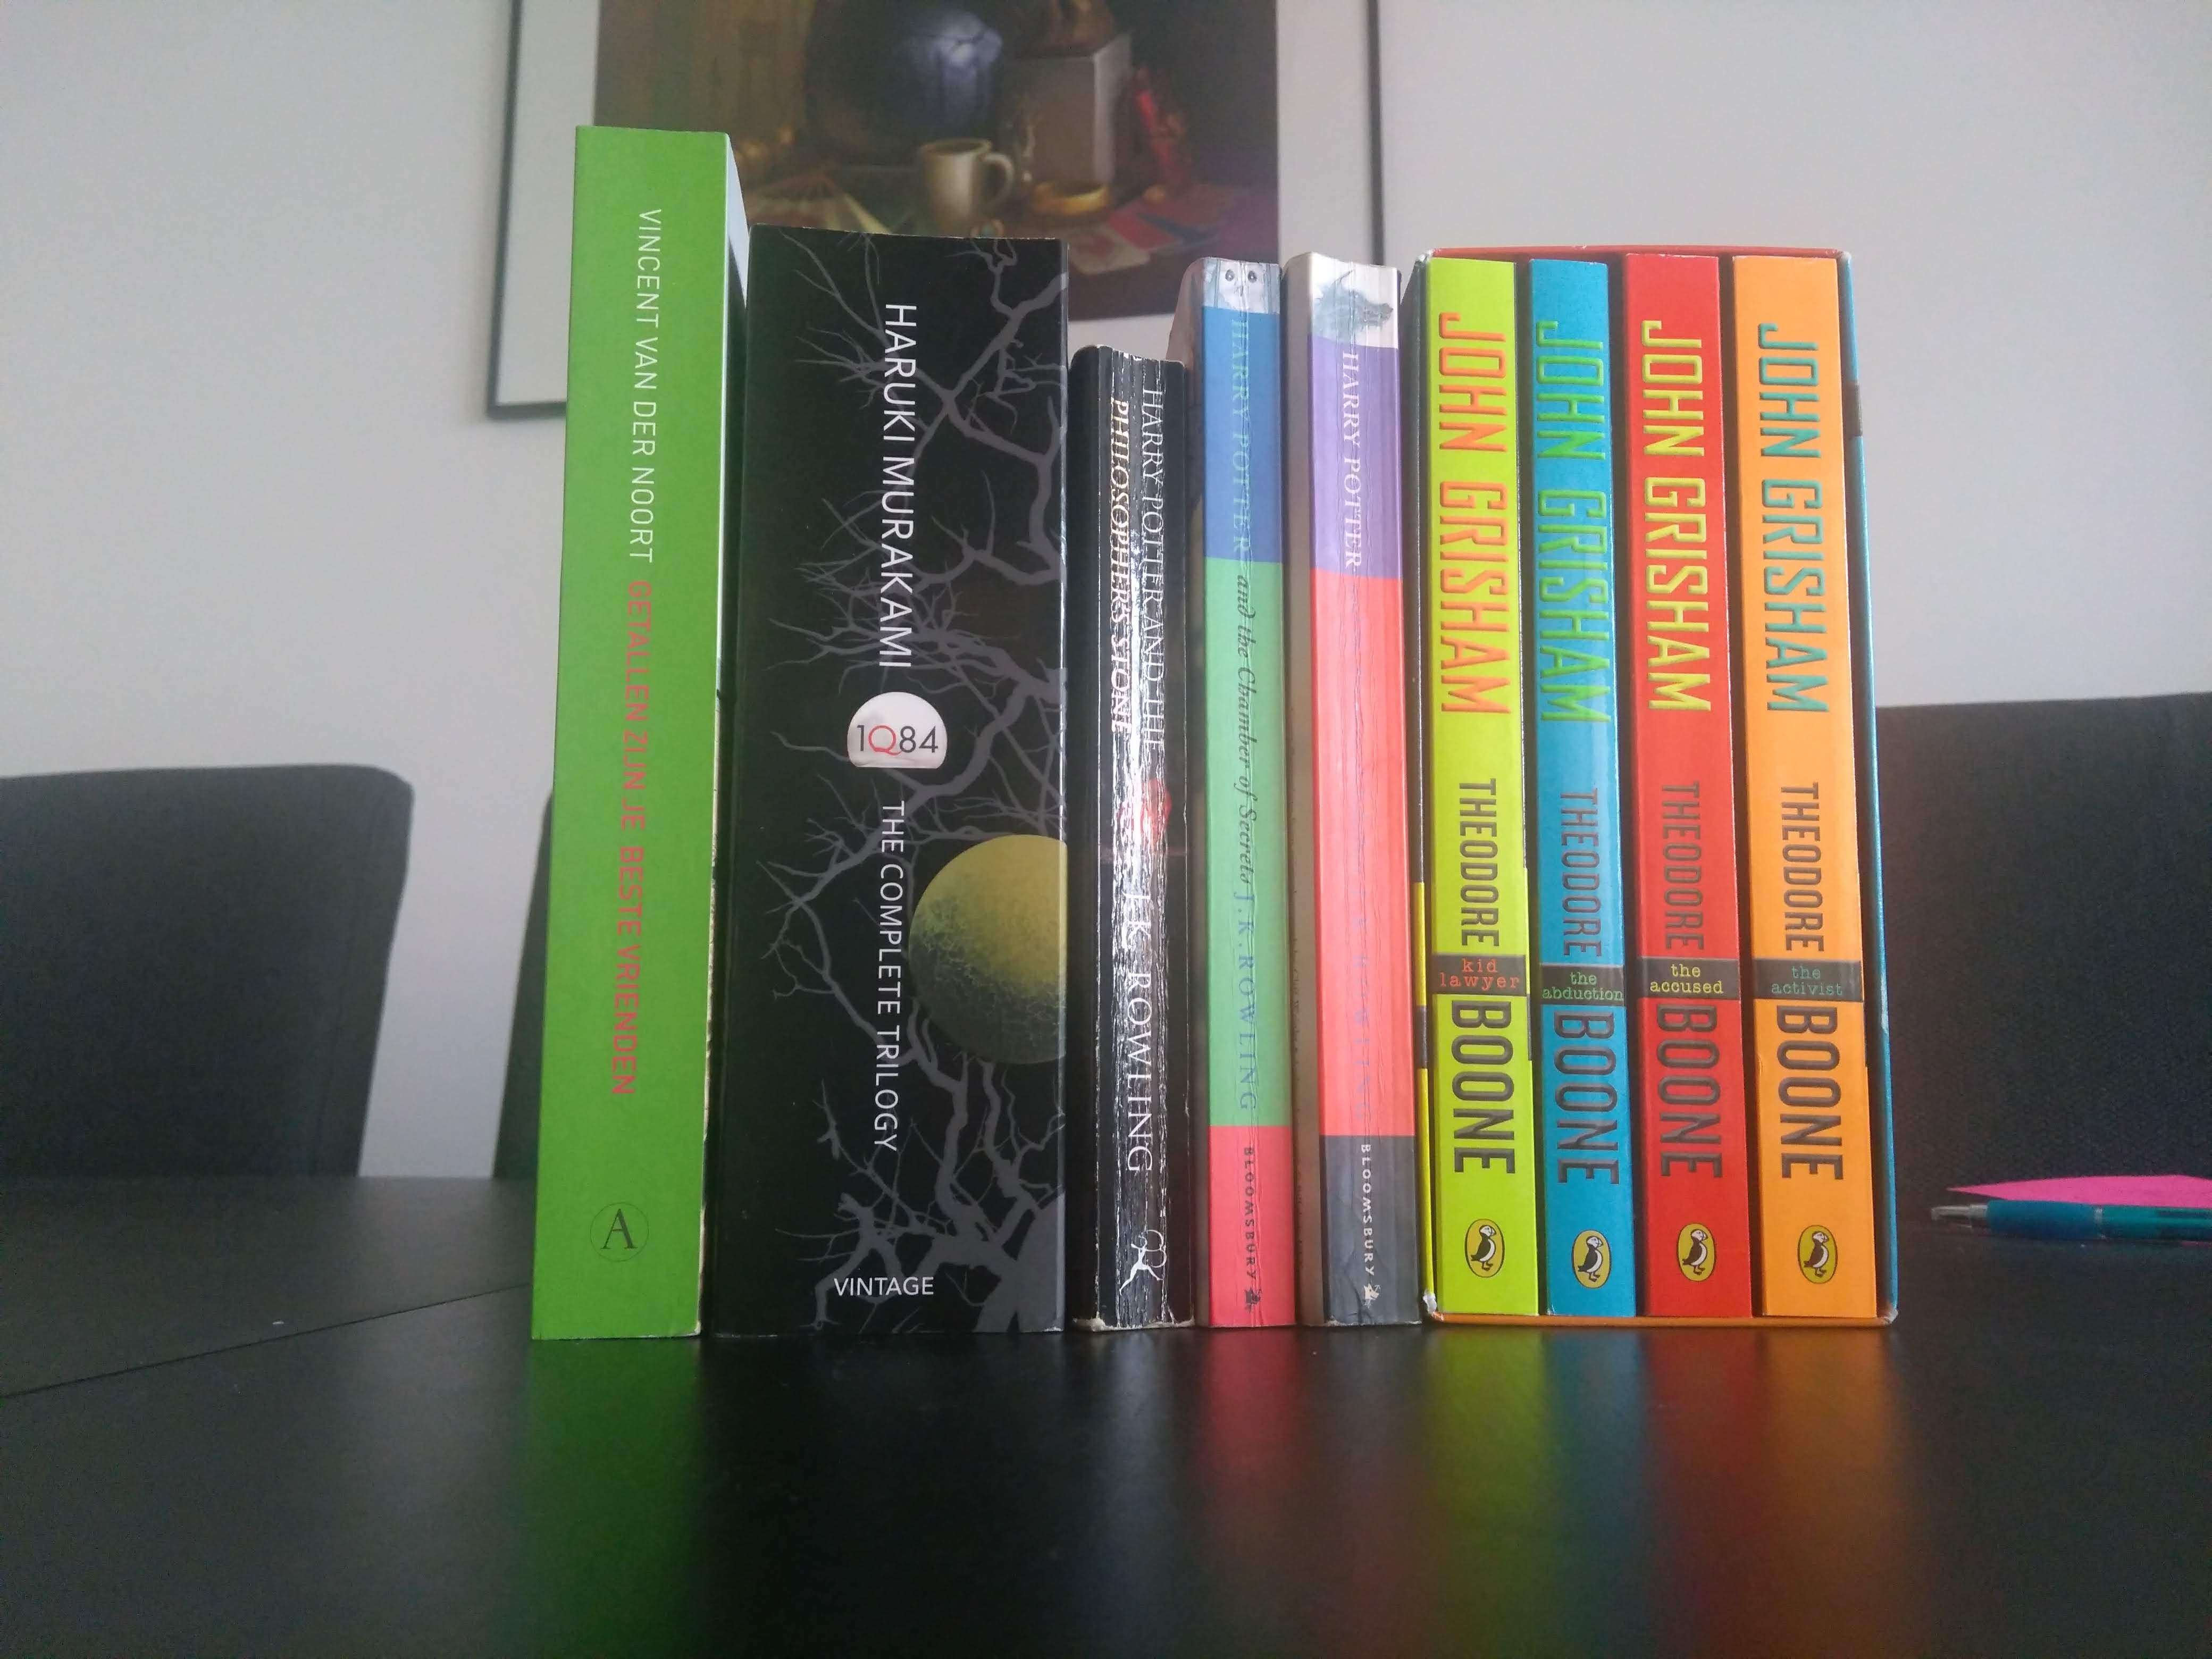 VINCENT VAN DER NOORT GETALLEN ZIJN JE BESTE VRIENDEN
A
HARUKI MURAKAMI
1Q84
THE COMPLETE TRILOGY
VINTAGE
HARRY POTTER AND THE
PHILOSOPHER'S STONE
J.K. ROWLING
HARRY POTTER and the Chamber of Secrets J.K. ROWLING
BLOOMSBURY
HARRY POTTER
BLOOMSBURY
JOHN GRISHAM
THEODORE
kid
lawyer
BOONE
JOHN GRISHAM
THEODORE
the
abduction
BOONE
JOHN GRISHAM
THEODORE
the
accused
BOONE
JOHN GRISHAM
THEODORE
the
activist
BOONE